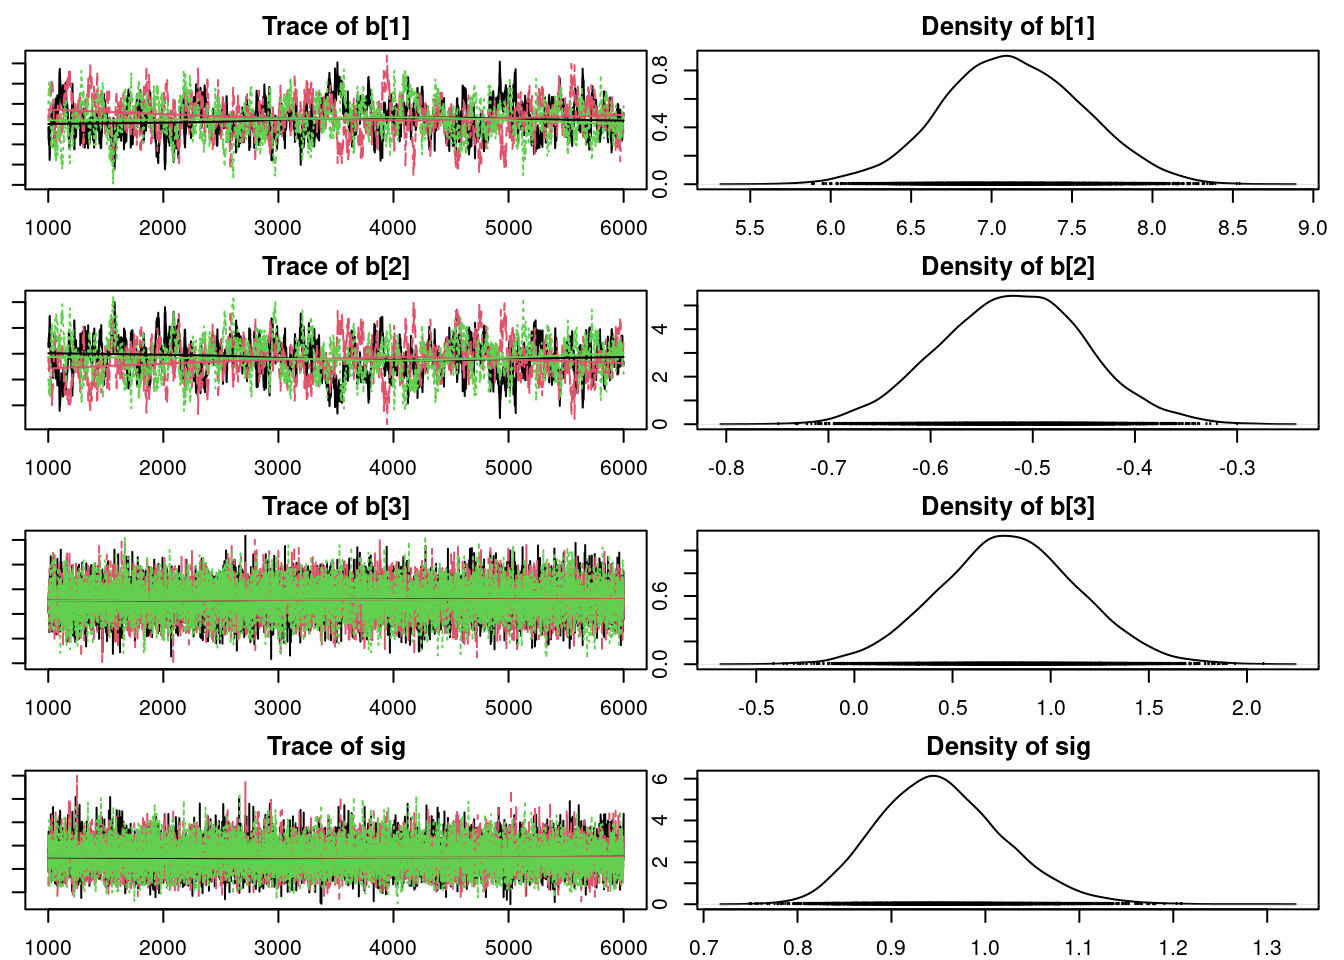 Trace of b[1]
1000 2000 3000 4000 5000 6000
Density of b[1]
0.0 0.4 0.8
5.5 6.0 6.5 7.0 7.5 8.0 8.5 9.0
Trace of b[2]
1000 2000 3000 4000 5000 6000
Density of b[2]
0 2 4
-0.8 -0.7 -0.6 -0.5 -0.4 -0.3
Trace of b[3]
1000 2000 3000 4000 5000 6000
Density of b[3]
0.0 0.6
-0.5 0.0 0.5 1.0 1.5 2.0
Trace of sig
1000 2000 3000 4000 5000 6000
Density of sig
0 2 4 6
0.7 0.8 0.9 1.0 1.1 1.2 1.3